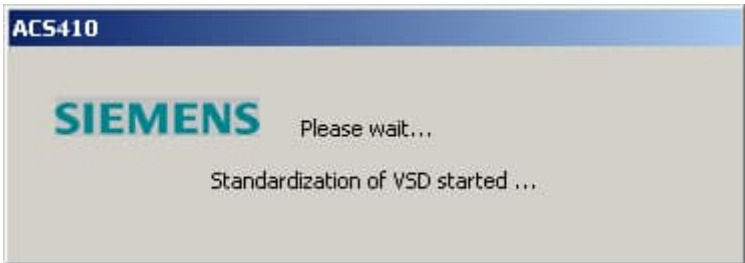 ACS410
SIEMENS Please wait...
Standardization of VSD started ...